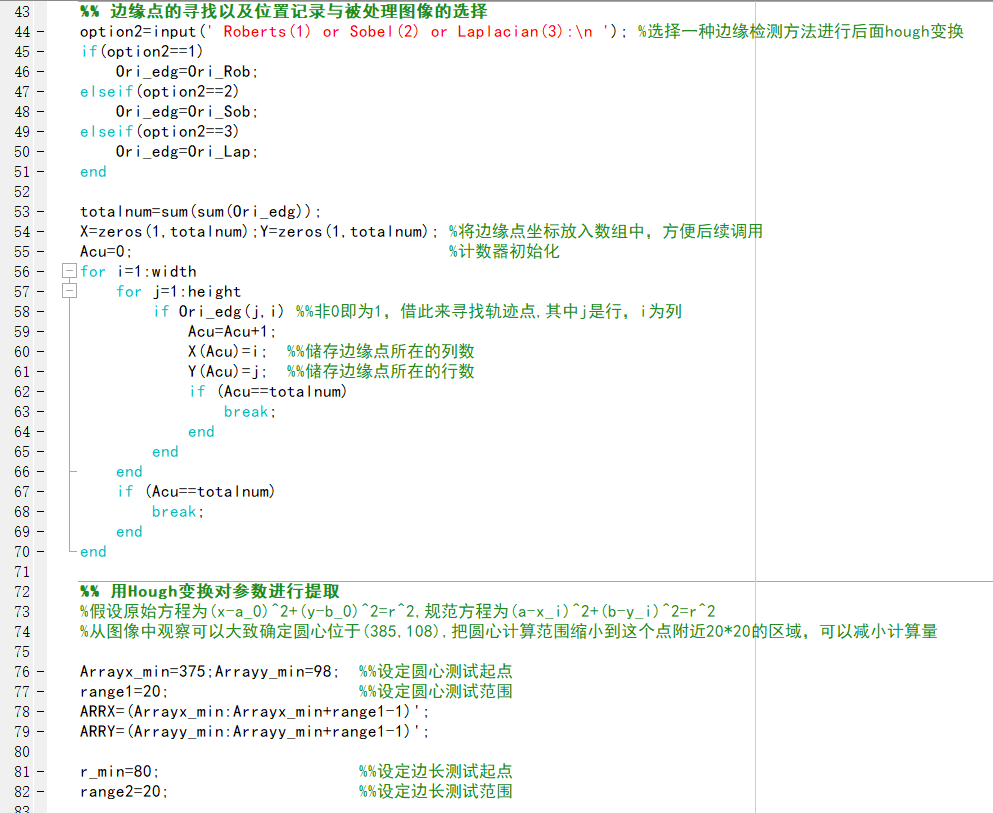 43 %% 边缘点的寻找以及位置记录与被处理图像的选择
44 - option2=input(' Roberts(1) or Sobel(2) or Laplacian(3):\n '); %选择一种边缘检测方法进行后面hough变换
45 - if(option2==1)
46 - Ori_edg=Ori_Rob;
47 - elseif(option2==2)
48 - Ori_edg=Ori_Sob;
49 - elseif(option2==3)
50 - Ori_edg=Ori_Lap;
51 - end
52
53 - totalnum=sum(sum(Ori_edg));
54 - X=zeros(1,totalnum);Y=zeros(1,totalnum); %将边缘点坐标放入数组中，方便后续调用
55 - Acu=0; %计数器初始化
56 - for i=1:width
57 - for j=1:height
58 - if Ori_edg(j,i) %%非0即为1，借此来寻找轨迹点,其中j是行，i为列
59 - Acu=Acu+1;
60 - X(Acu)=i; %%储存边缘点所在的列数
61 - Y(Acu)=j; %%储存边缘点所在的行数
62 - if (Acu==totalnum)
63 - break;
64 - end
65 - end
66 - end
67 - if (Acu==totalnum)
68 - break;
69 - end
70 - end
71
72 %% 用Hough变换对参数进行提取
73 %假设原始方程为(x-a_0)^2+(y-b_0)^2=r^2,规范方程为(a-x_i)^2+(b-y_i)^2=r^2
74 %从图像中观察可以大致确定圆心位于(385,108),把圆心计算范围缩小到这个点附近20*20的区域，可以减小计算量
75
76 - Arrayx_min=375;Arrayy_min=98; %%设定圆心测试起点
77 - range1=20; %%设定圆心测试范围
78 - ARRX=(Arrayx_min:Arrayx_min+range1-1)';
79 - ARRY=(Arrayy_min:Arrayy_min+range1-1)';
80
81 - r_min=80; %%设定边长测试起点
82 - range2=20; %%设定边长测试范围
83